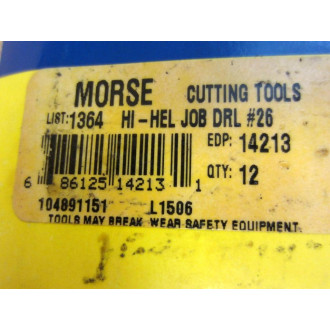 MORSE CUTTING TOOLS
LIST:1364 HI-HEL JOB DRL #26
EDP: 14213
QTY: 12
6 86125 14213 1
104891151 L1506
TOOLS MAY BREAK WEAR SAFETY EQUIPMENT